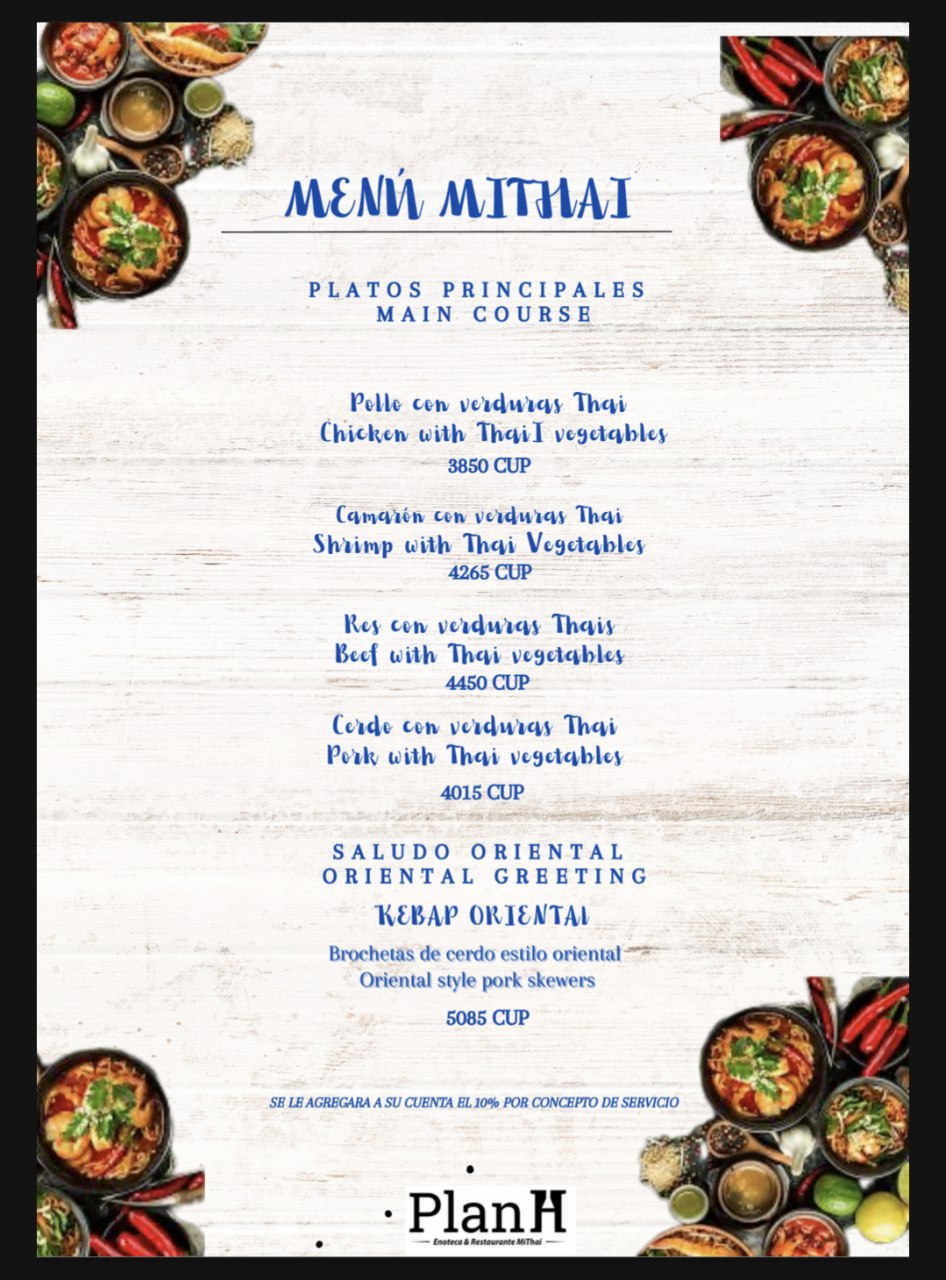 MENÚ MITHAI
PLATOS PRINCIPALES
MAIN COURSE
Pollo con verduras Thai
Chicken with ThaiI vegetables
3850 CUP
Camarón con verduras Thai
Shrimp with Thai Vegetables
4265 CUP
Res con verduras Thais
Beef with Thai vegetables
4450 CUP
Cerdo con verduras Thai
Pork with Thai vegetables
4015 CUP
SALUDO ORIENTAL
ORIENTAL GREETING
KEBAP ORIENTAL
Brochetas de cerdo estilo oriental
Oriental style pork skewers
5085 CUP
SE LE AGREGARA A SU CUENTA EL 10% POR CONCEPTO DE SERVICIO
PlanH
Enoteca & Restaurante MiThai